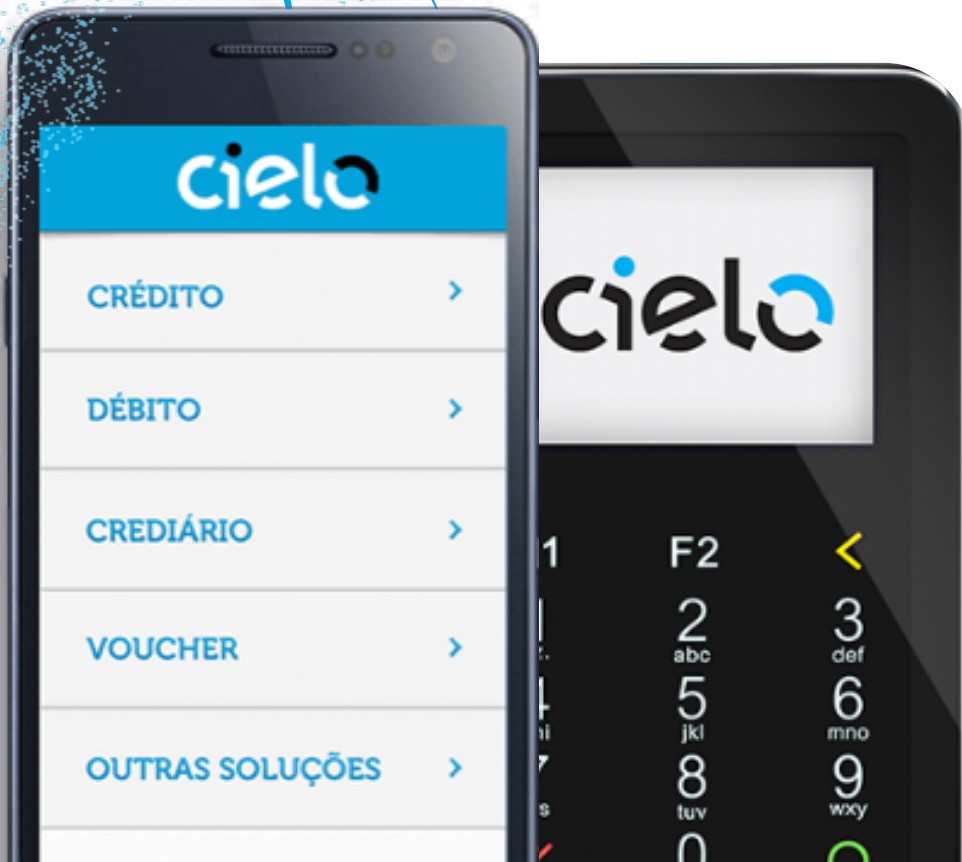 cielo
CRÉDITO
DÉBITO
CREDIÁRIO
VOUCHER
OUTRAS SOLUÇÕES
cielo
1 F2 <
2 3
abc def
5 6
jkl mno
8 9
tuv wxy
0